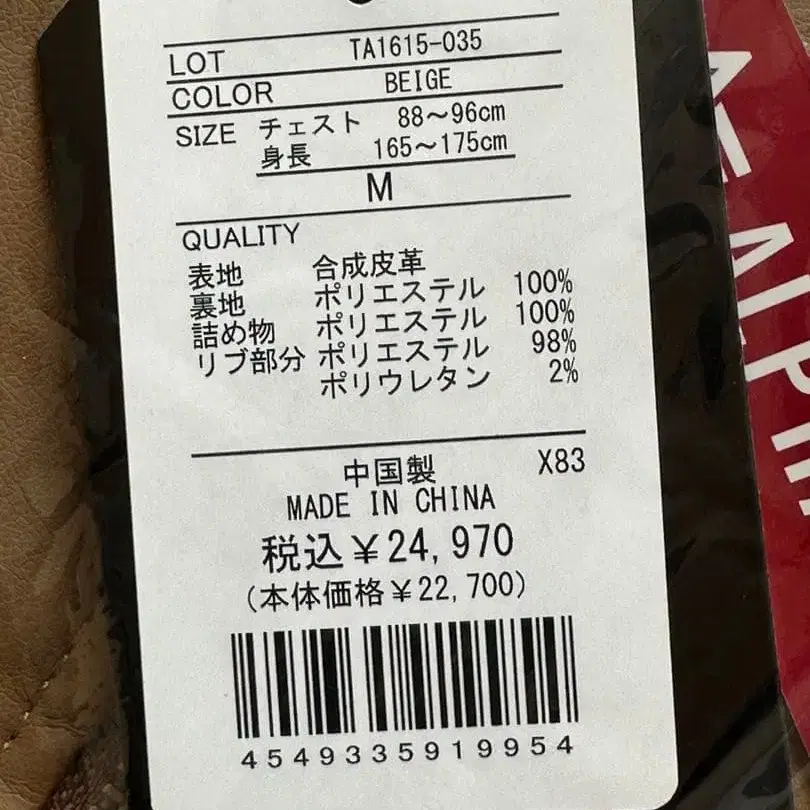 LOT TA1615-035
COLOR BEIGE
SIZE チェスト 88～96cm
身長 165～175cm
M
QUALITY
表地 合成皮革
裏地 ポリエステル 100%
詰め物 ポリエステル 100%
リブ部分 ポリエステル 98%
ポリウレタン 2%
中国製 X83
MADE IN CHINA
税込￥24,970
(本体価格￥22,700)
4549335919954
ALPI